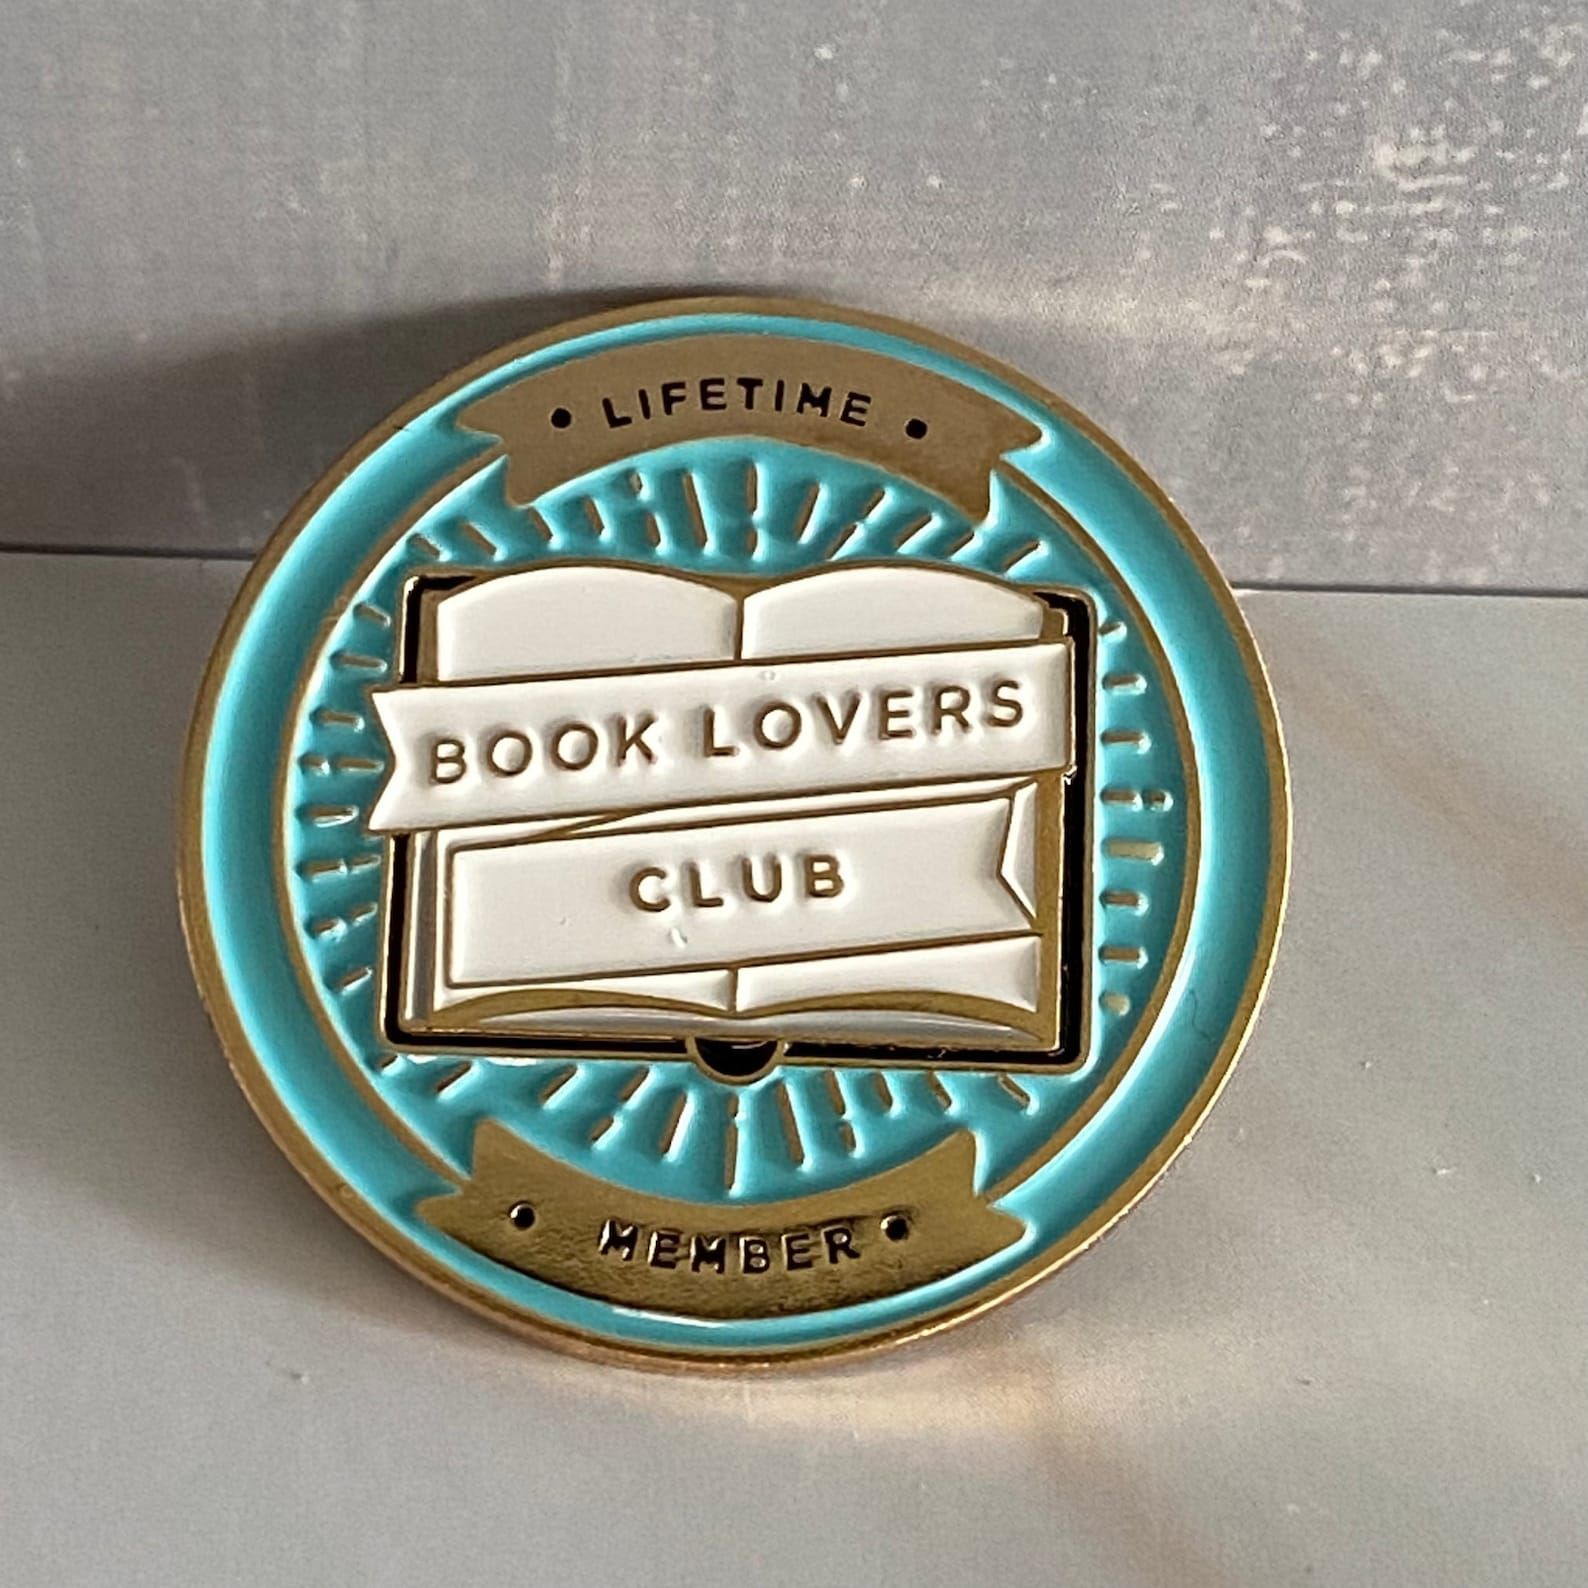 • LIFETIME •
BOOK LOVERS
CLUB
• MEMBER •